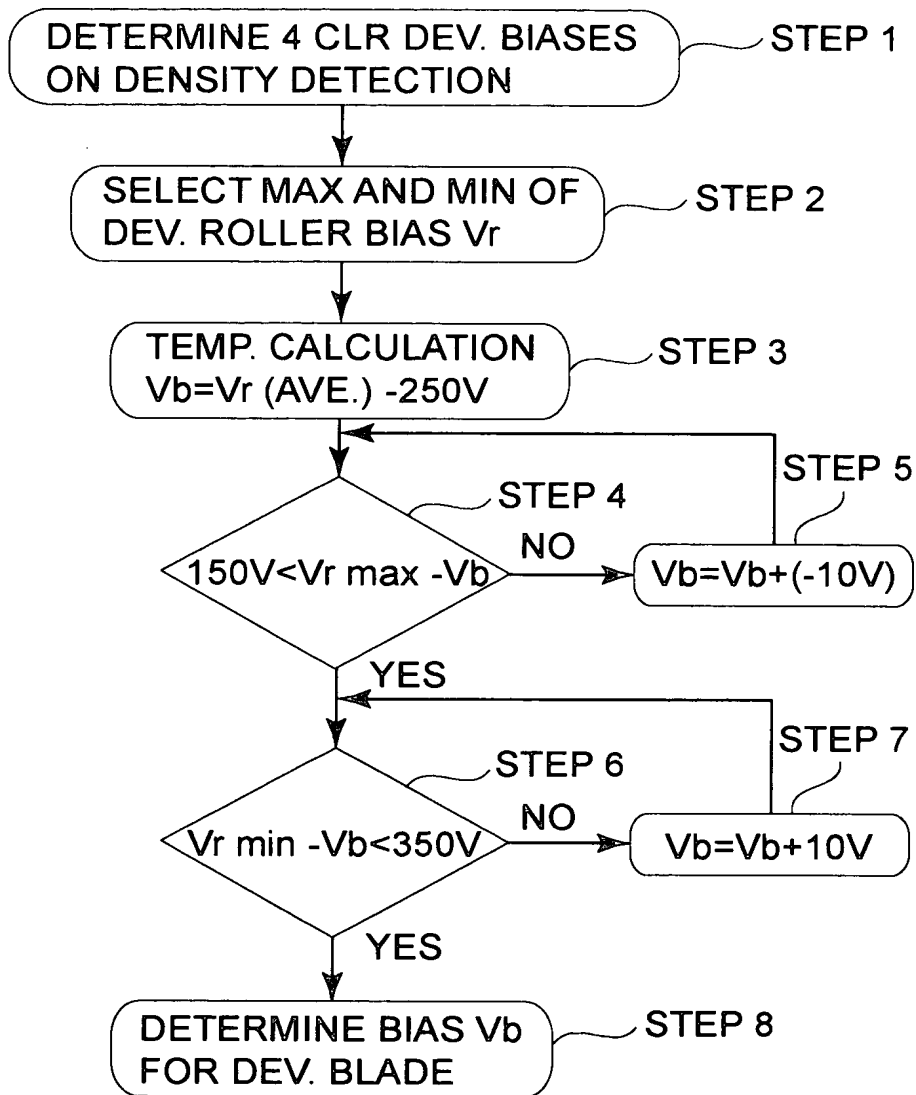 DETERMINE 4 CLR DEV. BIASES
ON DENSITY DETECTION
STEP 1
SELECT MAX AND MIN OF
DEV. ROLLER BIAS Vr
STEP 2
TEMP. CALCULATION
Vb=Vr (AVE.) -250V
STEP 3
STEP 4
150V<Vr max -Vb
NO
STEP 5
Vb=Vb+(-10V)
YES
STEP 6
Vr min -Vb<350V
NO
STEP 7
Vb=Vb+10V
YES
DETERMINE BIAS Vb
FOR DEV. BLADE
STEP 8